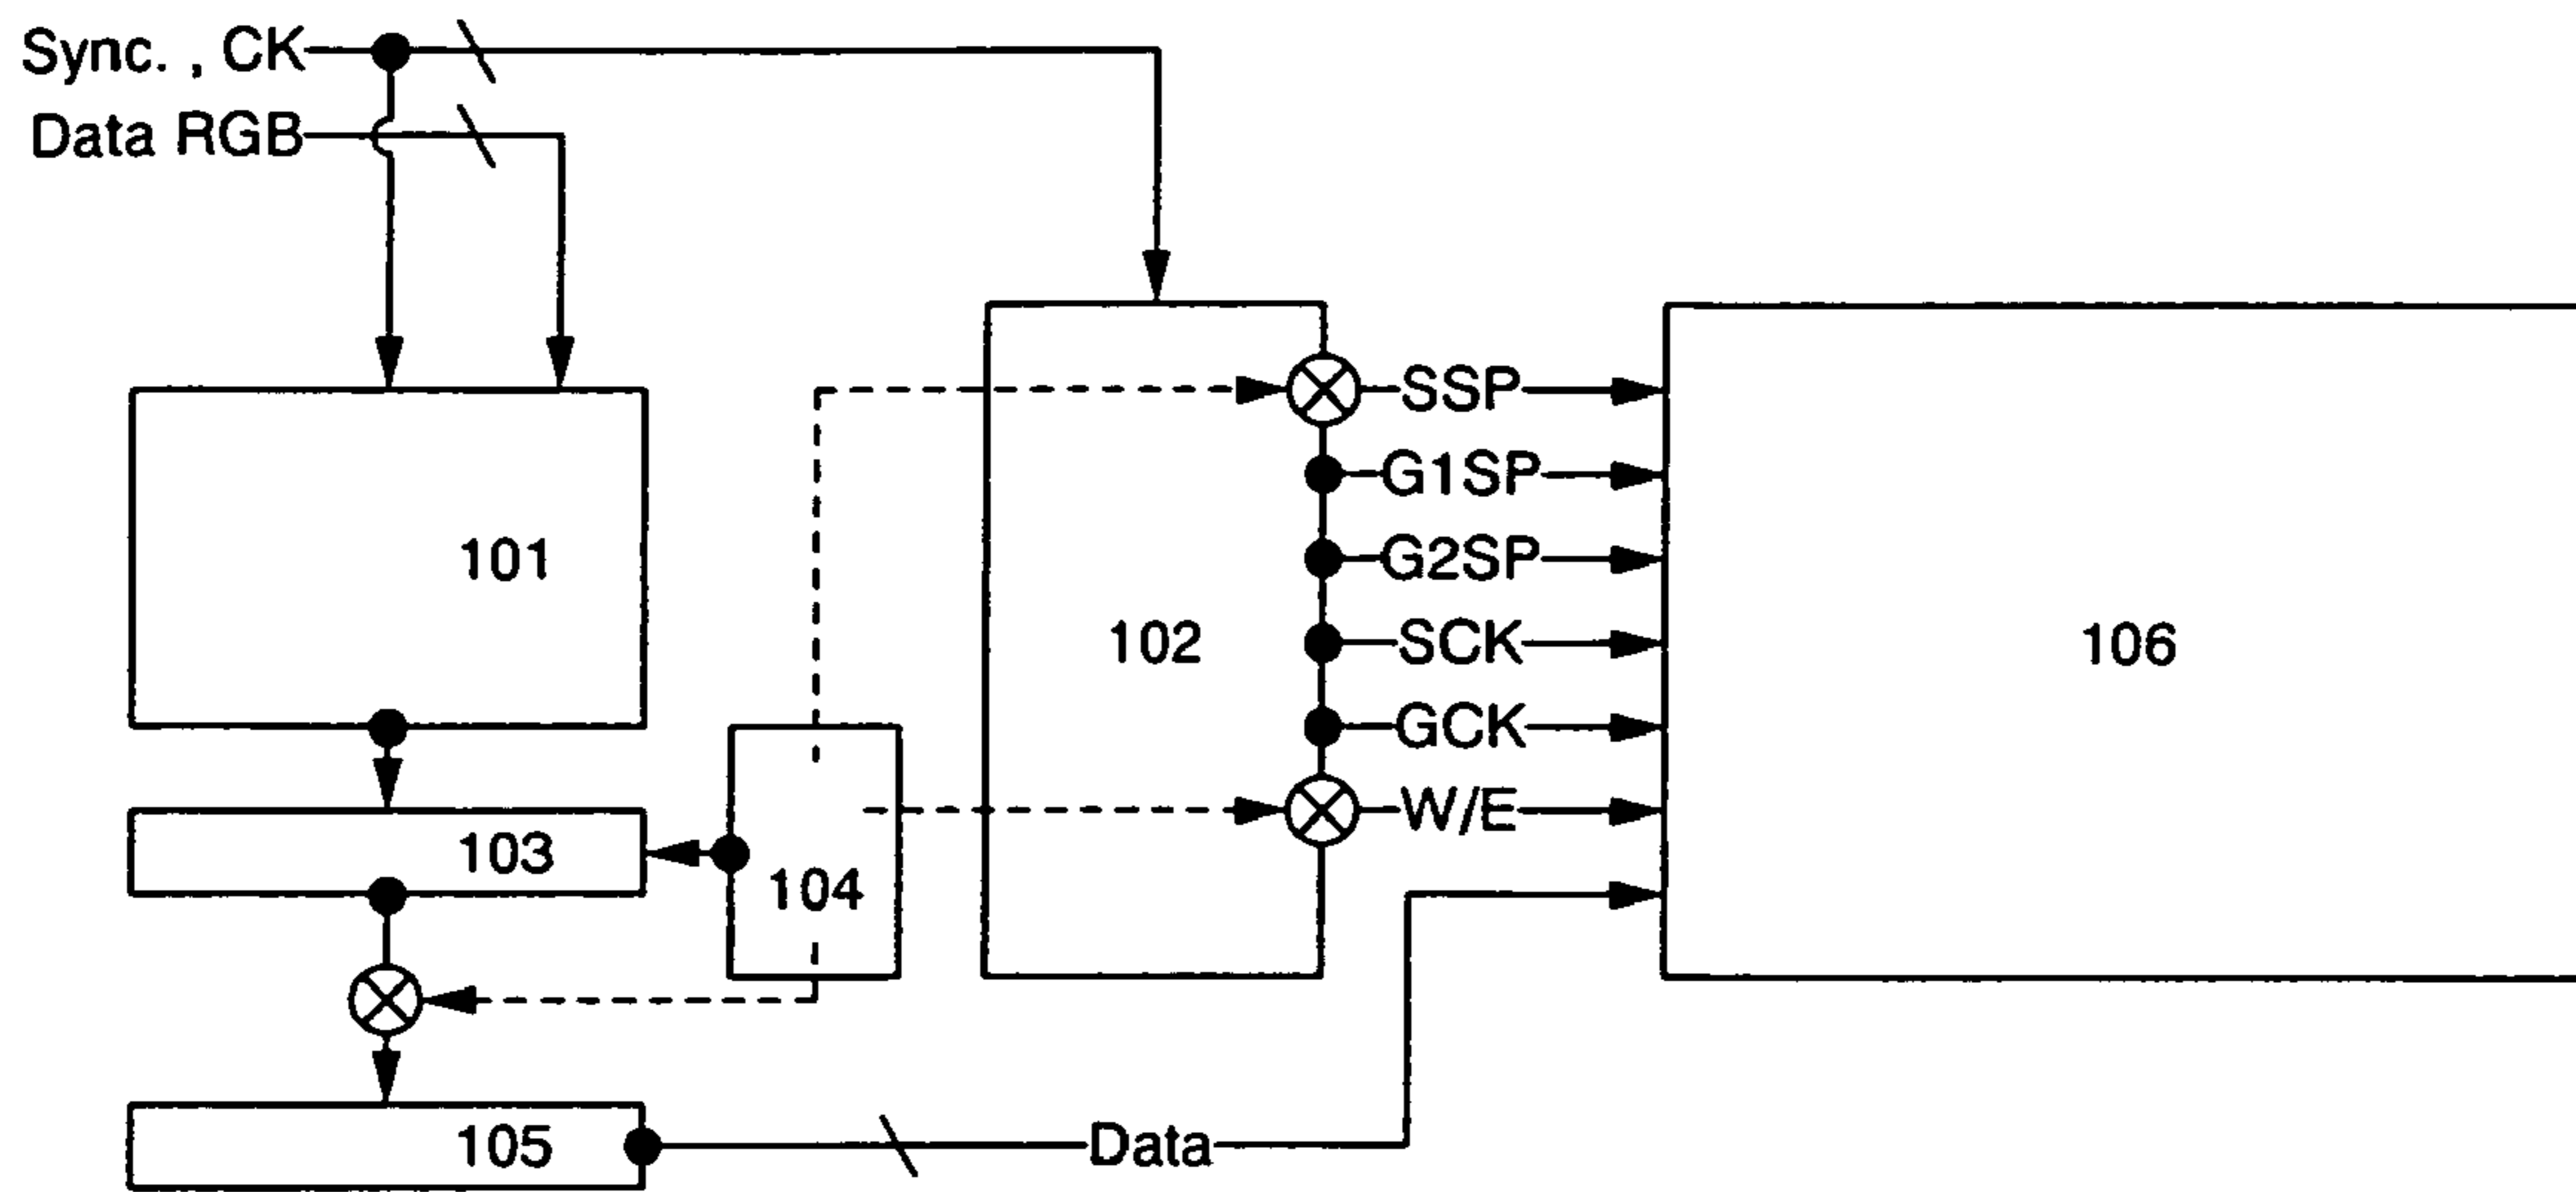 Sync. , CK
Data RGB
SSP
G1SP
101
G2SP
102
SCK
106
GCK
W/E
103
104
105
Data